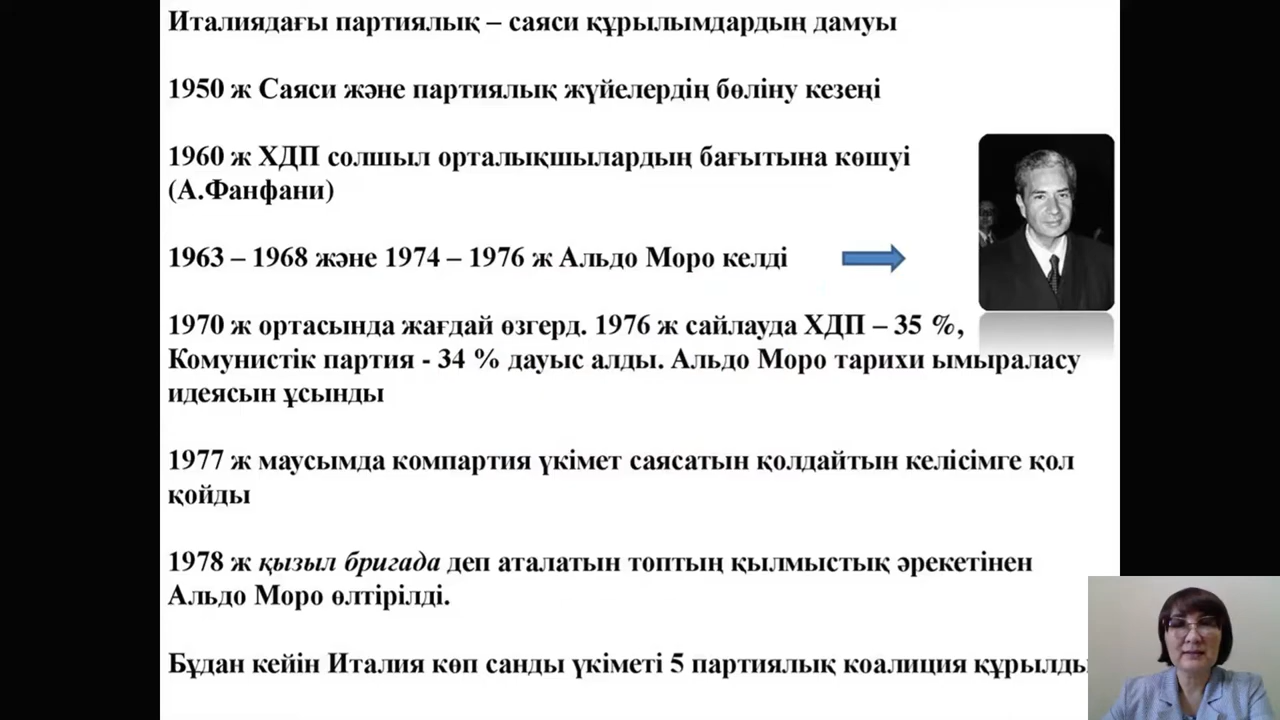 Италиядағы партиялық – саяси құрылымдардың дамуы
1950 ж Саяси және партиялық жүйелердің бөліну кезеңі
1960 ж ХДП солшыл орталықшылардың бағытына көшуі
(А.Фанфани)
1963 – 1968 және 1974 – 1976 ж Альдо Моро келді
1970 ж ортасында жағдай өзгерд. 1976 ж сайлауда ХДП – 35 %,
Комунистік партия - 34 % дауыс алды. Альдо Моро тарихи ымыраласу
идеясын ұсынды
1977 ж маусымда компартия үкімет саясатын қолдайтын келісімге қол
қойды
1978 ж қызыл бригада деп аталатын топтың қылмыстық әрекетінен
Альдо Моро өлтірілді.
Бұдан кейін Италия көп санды үкіметі 5 партиялық коалиция құрылды